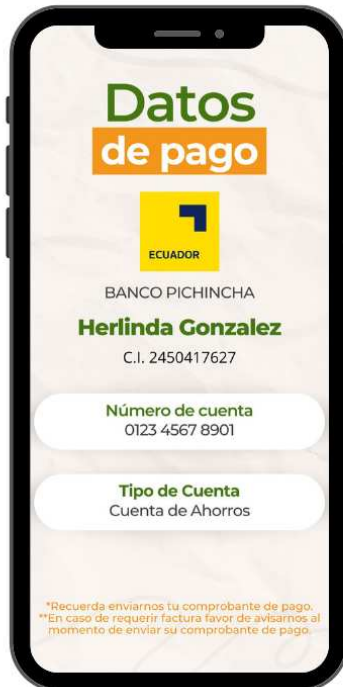 Datos
de pago
ECUADOR
BANCO PICHINCHA
Herlinda Gonzalez
C.I. 2450417627
Número de cuenta
0123 4567 8901
Tipo de Cuenta
Cuenta de Ahorros
*Recuerda enviarnos tu comprobante de pago.
**En caso de requerir factura favor de avisarnos al
momento de enviar su comprobante de pago.